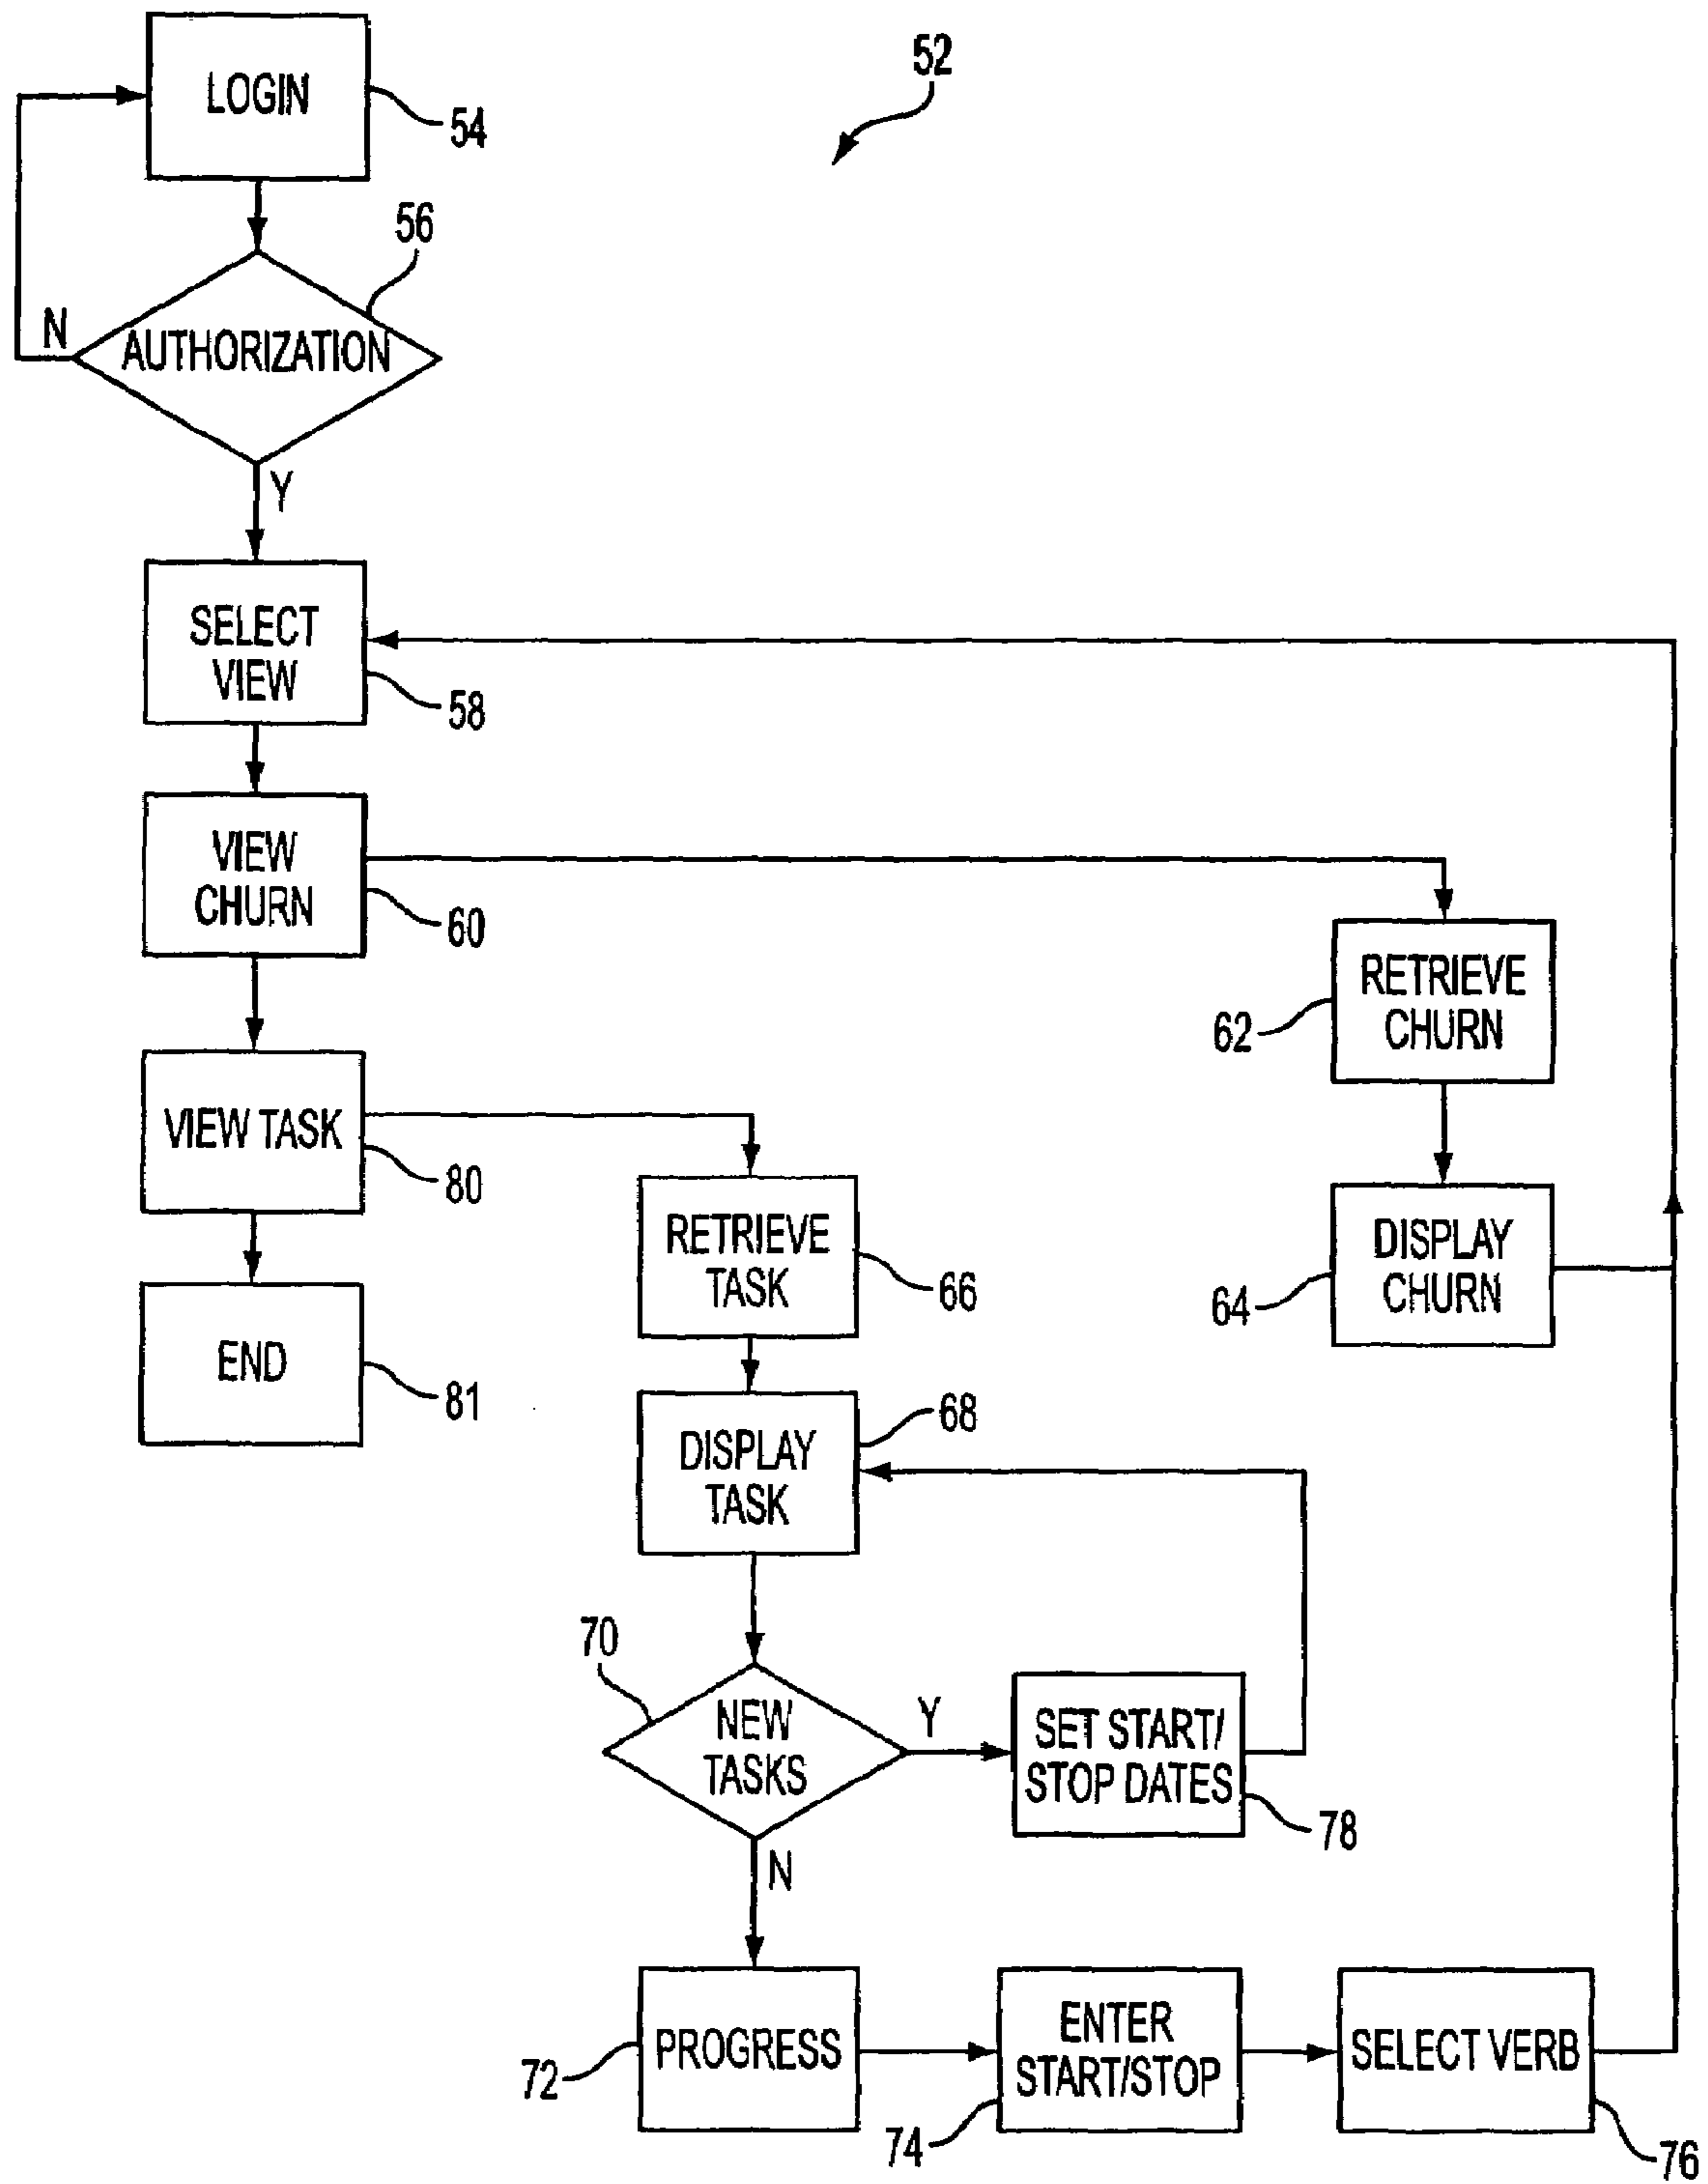 52
LOGIN
54
56
N
AUTHORIZATION
Y
SELECT
VIEW
58
VIEW
CHURN
60
RETRIEVE
CHURN
62
VIEW TASK
80
RETRIEVE
TASK
66
DISPLAY
CHURN
64
END
81
DISPLAY
TASK
68
70
NEW
TASKS
Y
SET START/
STOP DATES
78
N
PROGRESS
72
ENTER
START/STOP
74
SELECT VERB
76